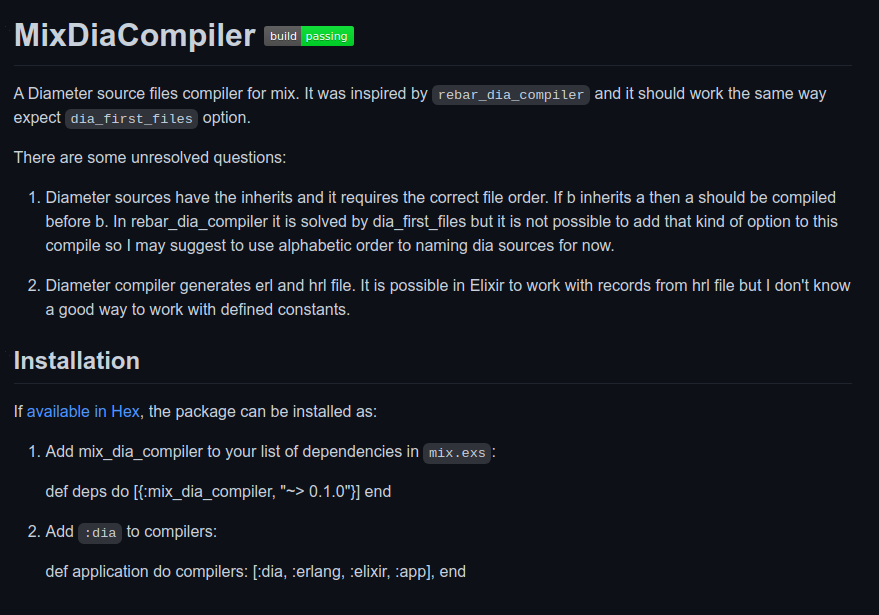 MixDiaCompiler build passing
A Diameter source files compiler for mix. It was inspired by rebar_dia_compiler and it should work the same way
expect dia_first_files option.
There are some unresolved questions:
1. Diameter sources have the inherits and it requires the correct file order. If b inherits a then a should be compiled
before b. In rebar_dia_compiler it is solved by dia_first_files but it is not possible to add that kind of option to this
compile so I may suggest to use alphabetic order to naming dia sources for now.
2. Diameter compiler generates erl and hrl file. It is possible in Elixir to work with records from hrl file but I don't know
a good way to work with defined constants.
Installation
If available in Hex, the package can be installed as:
1. Add mix_dia_compiler to your list of dependencies in mix.exs:
def deps do [{:mix_dia_compiler, "~> 0.1.0"}] end
2. Add :dia to compilers:
def application do compilers: [:dia, :erlang, :elixir, :app], end